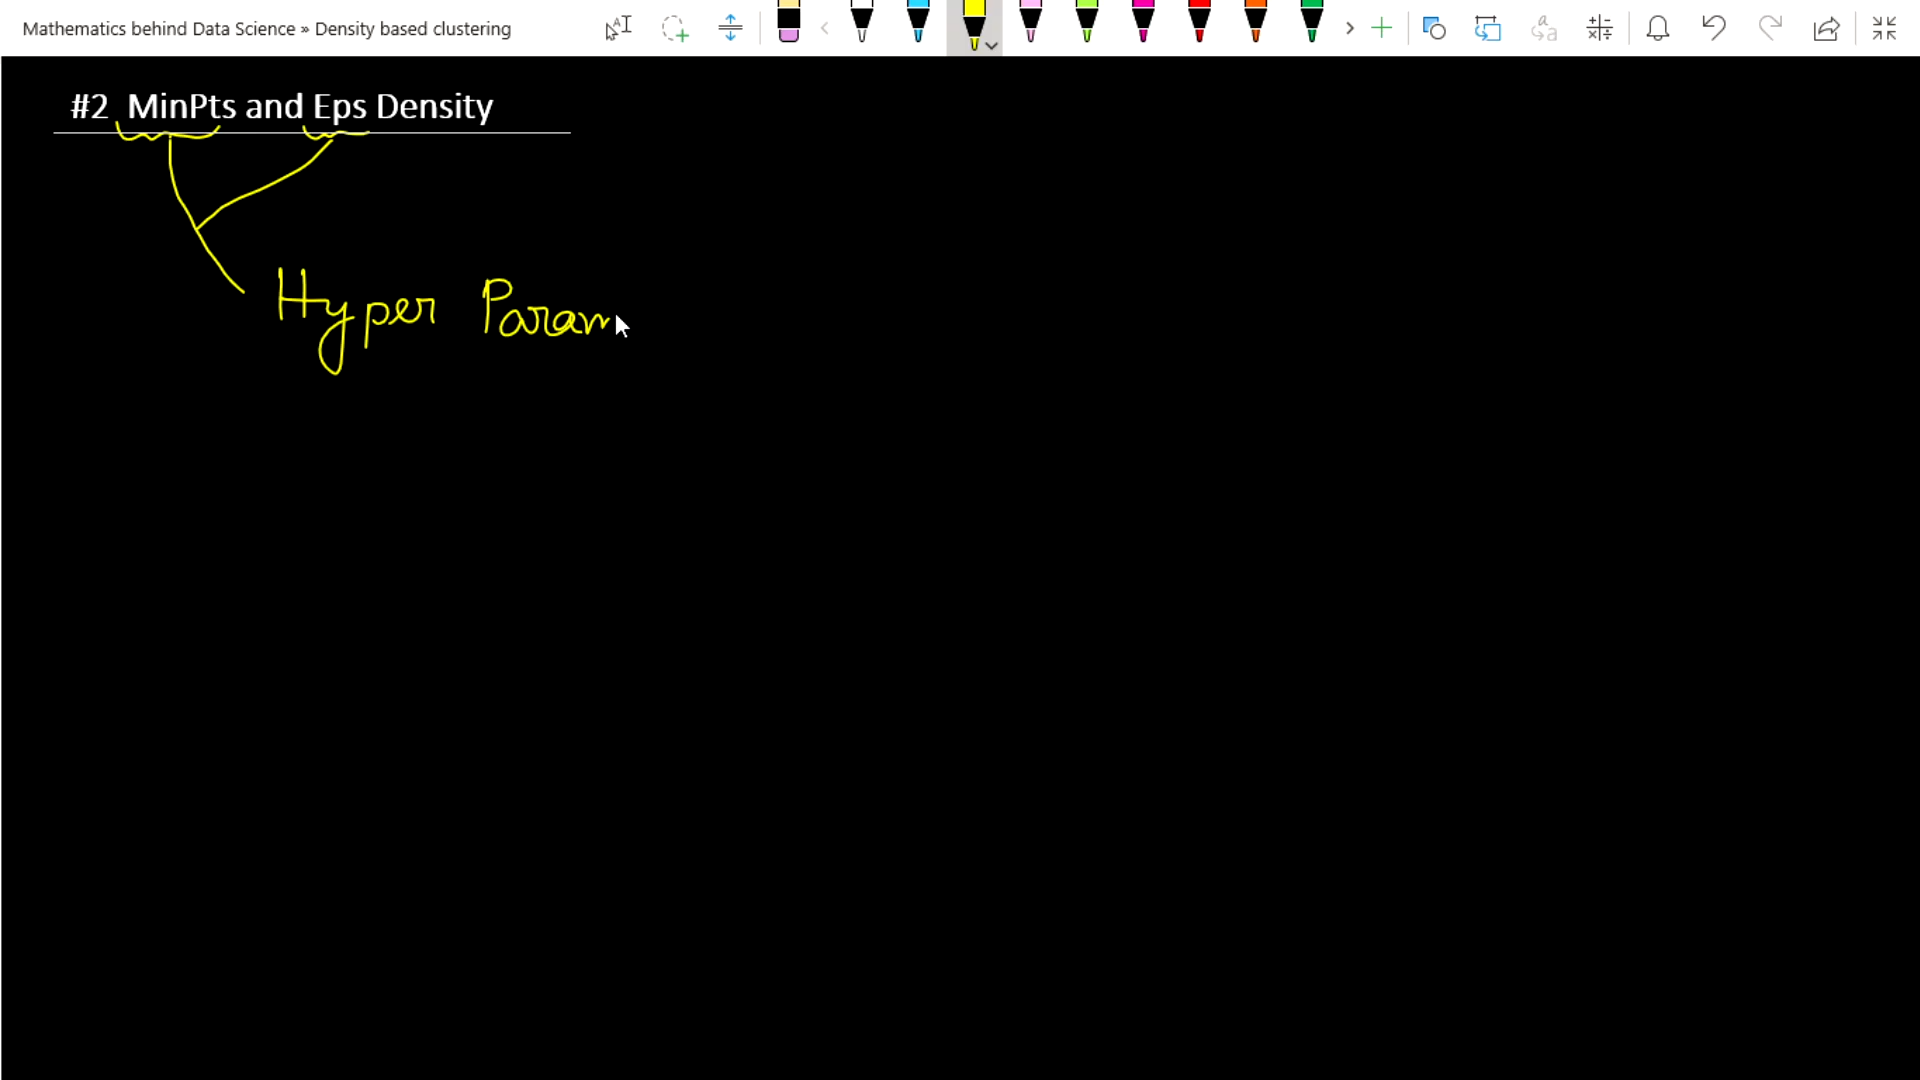 Mathematics behind Data Science » Density based clustering
#2 MinPts and Eps Density
Hyper Param